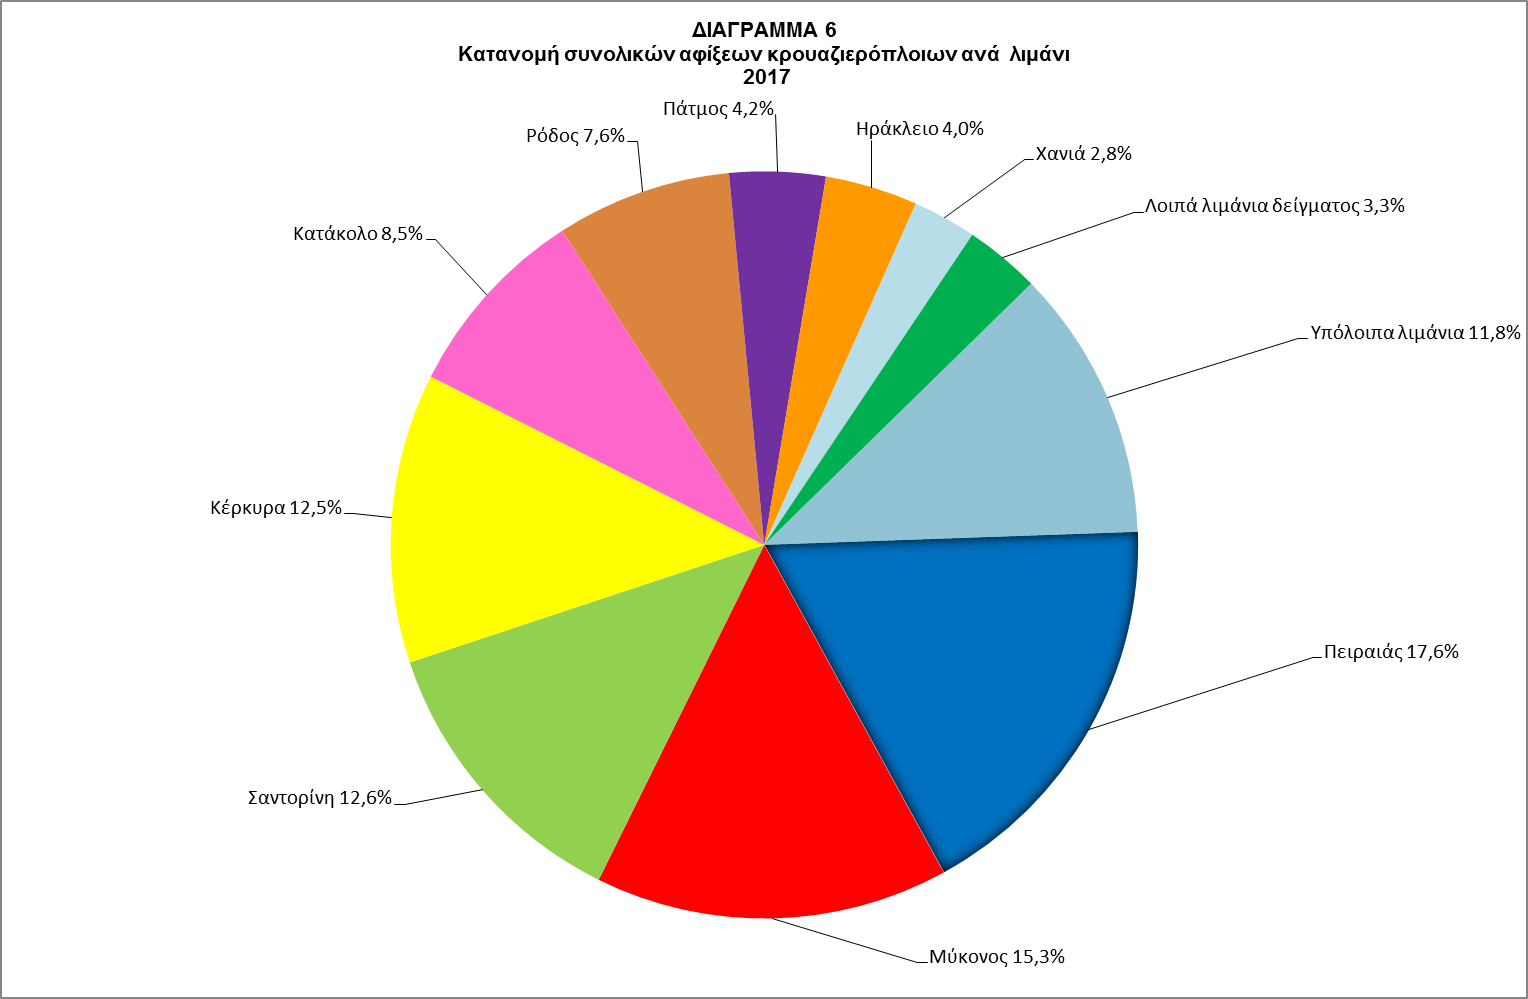 ΔΙΑΓΡΑΜΜΑ 6
Κατανομή συνολικών αφίξεων κρουαζιερόπλοιων ανά λιμάνι
2017
Πάτμος 4,2%
Ηράκλειο 4,0%
Ρόδος 7,6%
Χανιά 2,8%
Λοιπά λιμάνια δείγματος 3,3%
Κατάκολο 8,5%
Υπόλοιπα λιμάνια 11,8%
Κέρκυρα 12,5%
Πειραιάς 17,6%
Σαντορίνη 12,6%
Μύκονος 15,3%